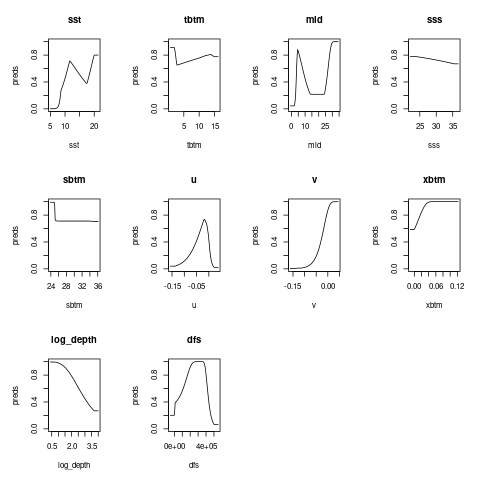 sst
tbtm
mld
sss
preds
0.0 0.4 0.8
5 10 20
sst
preds
0.0 0.4 0.8
5 10 15
tbtm
preds
0.0 0.4 0.8
0 10 25
mld
preds
0.0 0.4 0.8
25 30 35
sss
sbtm
u
v
xbtm
preds
0.0 0.4 0.8
24 28 32 36
sbtm
preds
0.0 0.4 0.8
-0.15 -0.05
u
preds
0.0 0.4 0.8
-0.15 0.00
v
preds
0.0 0.4 0.8
0.00 0.06 0.12
xbtm
log_depth
dfs
preds
0.0 0.4 0.8
0.5 2.0 3.5
log_depth
preds
0.0 0.4 0.8
0e+00 4e+05
dfs